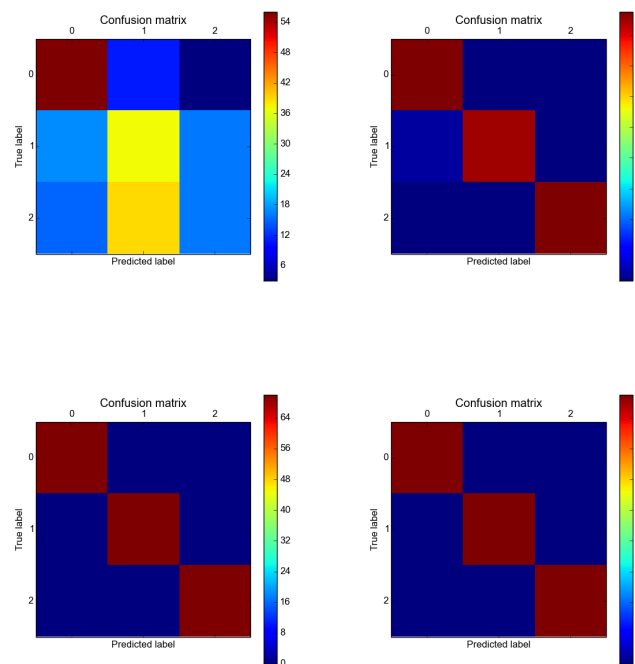 Confusion matrix
0 1 2
54
48
42
36
30
24
18
12
6
0
1
2
True label
Predicted label
Confusion matrix
0 1 2
0
1
2
True label
Predicted label
Confusion matrix
0 1 2
64
56
48
40
32
24
16
8
0
0
1
2
True label
Predicted label
Confusion matrix
0 1 2
0
1
2
True label
Predicted label